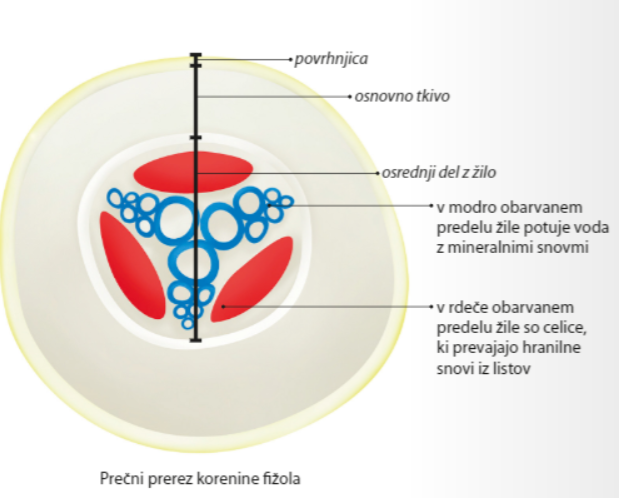 povrhnjica
osnovno tkivo
osrednji del z žilo
v modro obarvanem
predelu žile potuje voda
z mineralnimi snovmi
v rdeče obarvanem
predelu žile so celice,
ki prevajajo hranilne
snovi iz listov
Prečni prerez korenine fižola